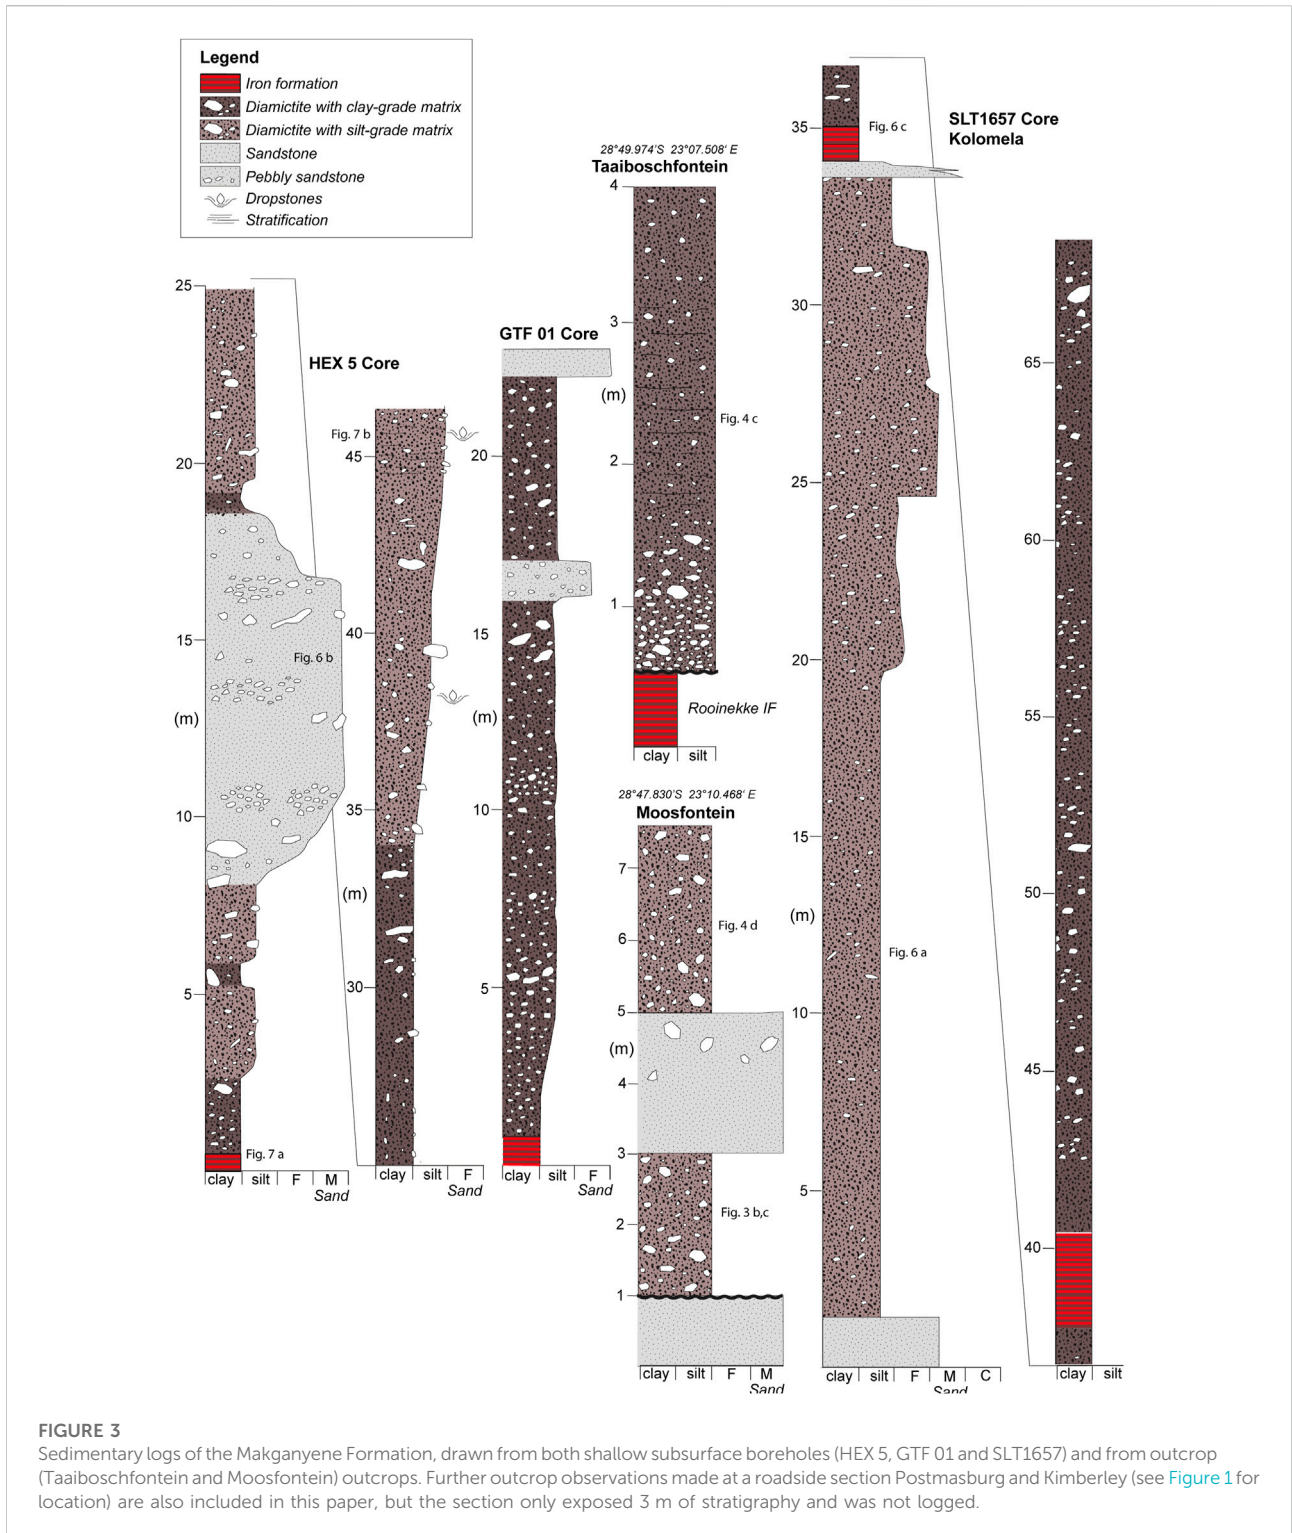 Legend
Iron formation
Diamictite with clay-grade matrix
Diamictite with silt-grade matrix
Sandstone
Pebbly sandstone
Dropstones
Stratification
HEX 5 Core
25
20
15
(m)
10
5
Fig. 6 b
Fig. 7 a
clay silt F M
Sand
Fig. 7 b
45
40
35
(m)
30
clay silt F
Sand
GTF 01 Core
20
15
(m)
10
5
clay silt F
Sand
28°49.974'S 23°07.508' E
Taaiboschfontein
4
3
(m)
2
1
Fig. 4 c
Rooinekke IF
clay silt
28°47.830'S 23°10.468' E
Moosfontein
7
6
5
(m)
4
3
2
1
Fig. 4 d
Fig. 3 b,c
clay silt F M
Sand
SLT1657 Core
Kolomela
Fig. 6 c
35
30
25
20
15
(m)
10
5
Fig. 6 a
clay silt F M C
Sand
65
60
55
50
45
40
clay silt
FIGURE 3
Sedimentary logs of the Makganyene Formation, drawn from both shallow subsurface boreholes (HEX 5, GTF 01 and SLT1657) and from outcrop
(Taaiboschfontein and Moosfontein) outcrops. Further outcrop observations made at a roadside section Postmasburg and Kimberley (see Figure 1 for
location) are also included in this paper, but the section only exposed 3 m of stratigraphy and was not logged.